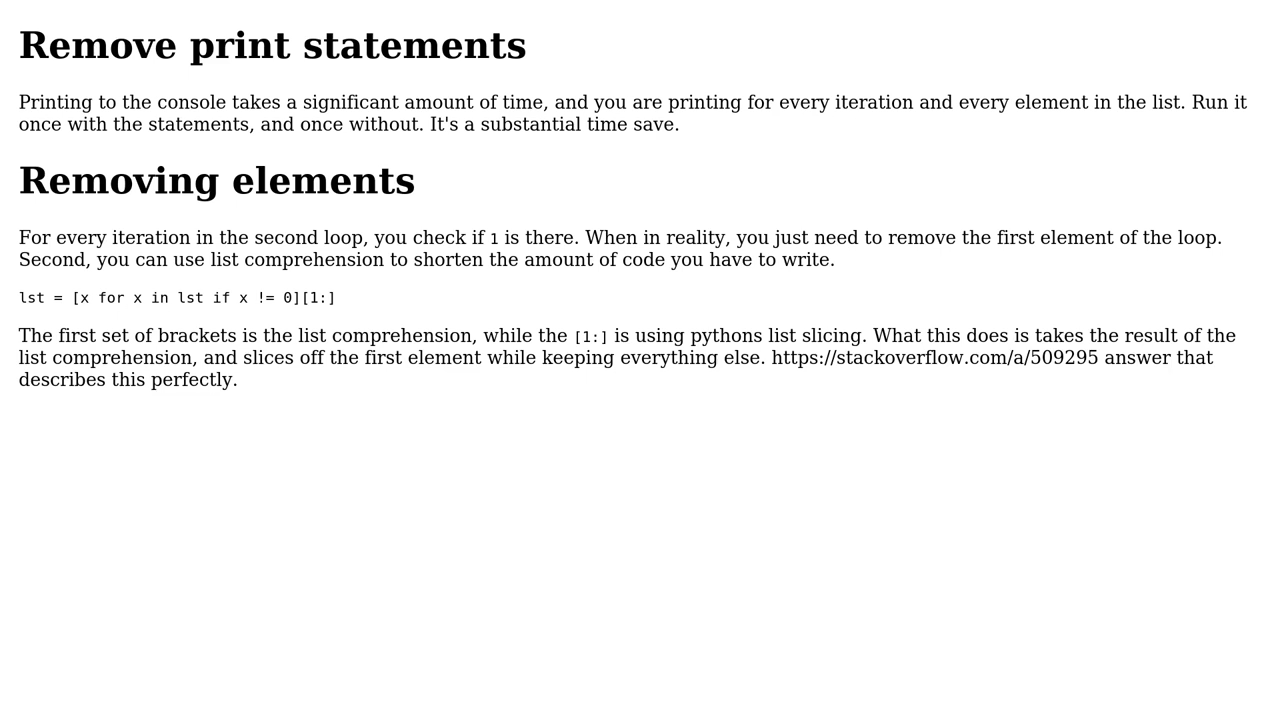 Remove print statements
Printing to the console takes a significant amount of time, and you are printing for every iteration and every element in the list. Run it
once with the statements, and once without. It's a substantial time save.
Removing elements
For every iteration in the second loop, you check if 1 is there. When in reality, you just need to remove the first element of the loop.
Second, you can use list comprehension to shorten the amount of code you have to write.
lst = [x for x in lst if x != 0][1:]
The first set of brackets is the list comprehension, while the [1:] is using pythons list slicing. What this does is takes the result of the
list comprehension, and slices off the first element while keeping everything else. https://stackoverflow.com/a/509295 answer that
describes this perfectly.